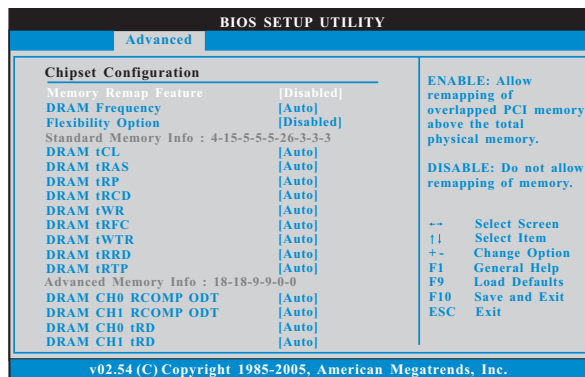 BIOS SETUP UTILITY
Advanced
Chipset Configuration
Memory Remap Feature [Disabled]
DRAM Frequency [Auto]
Flexibility Option [Disabled]
Standard Memory Info : 4-15-5-5-5-26-3-3-3
DRAM tCL [Auto]
DRAM tRAS [Auto]
DRAM tRP [Auto]
DRAM tRCD [Auto]
DRAM tWR [Auto]
DRAM tRFC [Auto]
DRAM tWTR [Auto]
DRAM tRRD [Auto]
DRAM tRTP [Auto]
Advanced Memory Info : 18-18-9-9-0-0
DRAM CH0 RCOMP ODT [Auto]
DRAM CH1 RCOMP ODT [Auto]
DRAM CH0 tRD [Auto]
DRAM CH1 tRD [Auto]
ENABLE: Allow
remapping of
overlapped PCI memory
above the total
physical memory.
DISABLE: Do not allow
remapping of memory.
←→ Select Screen
↑↓ Select Item
+ - Change Option
F1 General Help
F9 Load Defaults
F10 Save and Exit
ESC Exit
v02.54 (C) Copyright 1985-2005, American Megatrends, Inc.